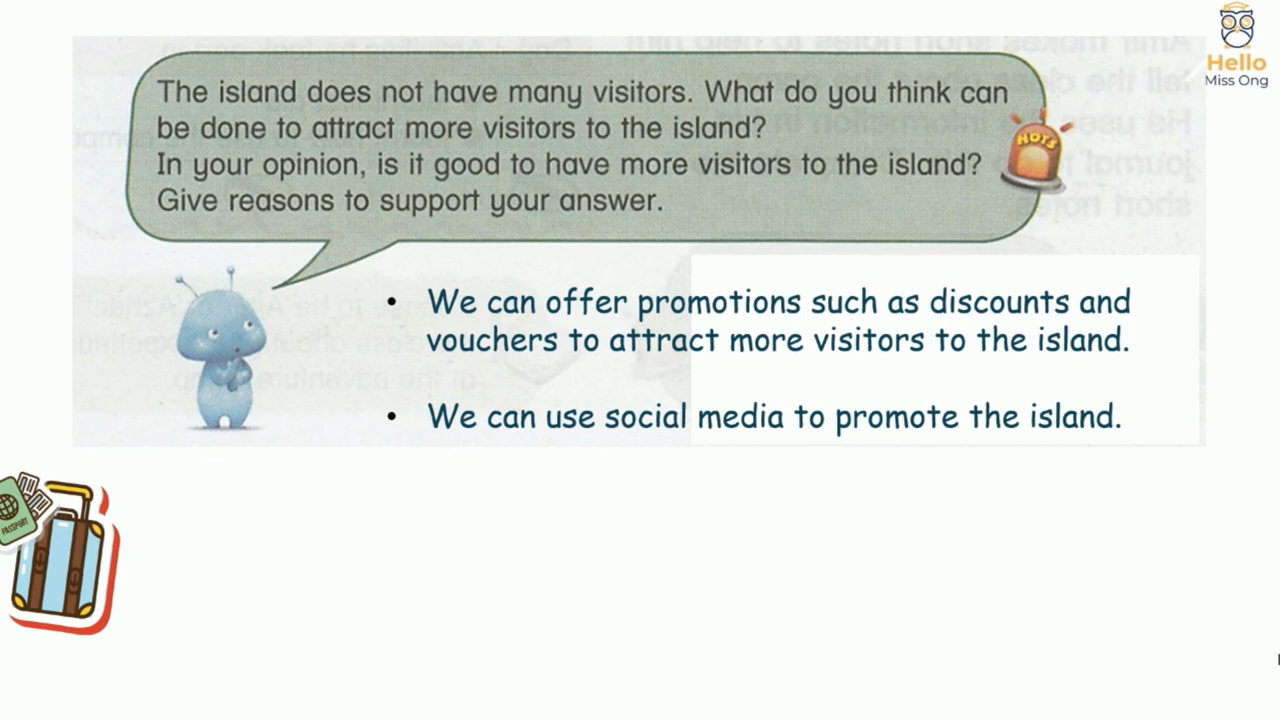 Hello
Miss Ong
The island does not have many visitors. What do you think can
be done to attract more visitors to the island?
In your opinion, is it good to have more visitors to the island?
Give reasons to support your answer.
HOTS
• We can offer promotions such as discounts and
vouchers to attract more visitors to the island.
• We can use social media to promote the island.
PASSPORT